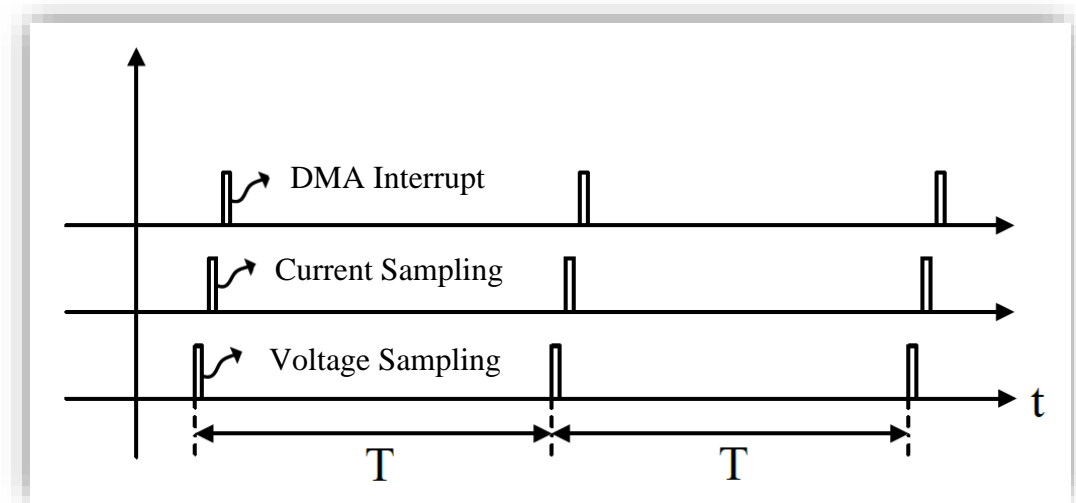 DMA Interrupt
Current Sampling
Voltage Sampling
t
T T